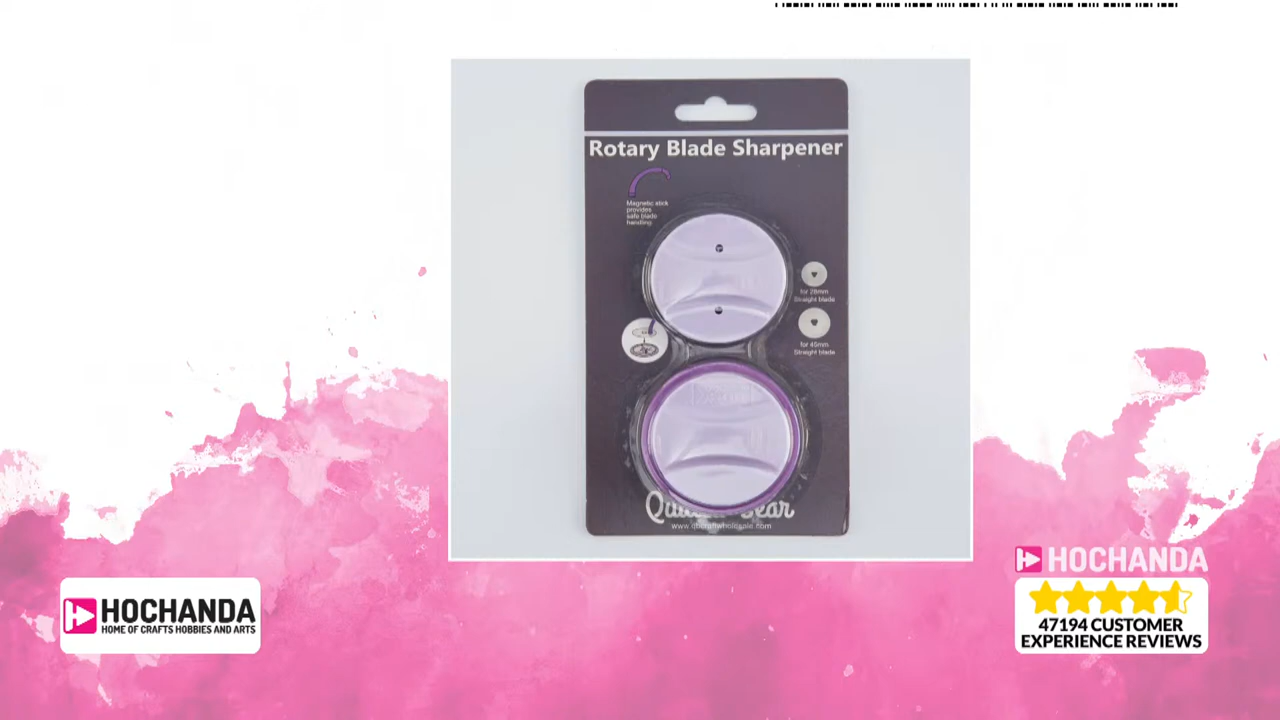 Rotary Blade Sharpener
Magnetic stick
provides
safe blade
handling.
for 28mm
Straight blade
for 45mm
Straight blade
HOCHANDA
HOME OF CRAFTS HOBBIES AND ARTS
HOCHANDA
47194 CUSTOMER
EXPERIENCE REVIEWS